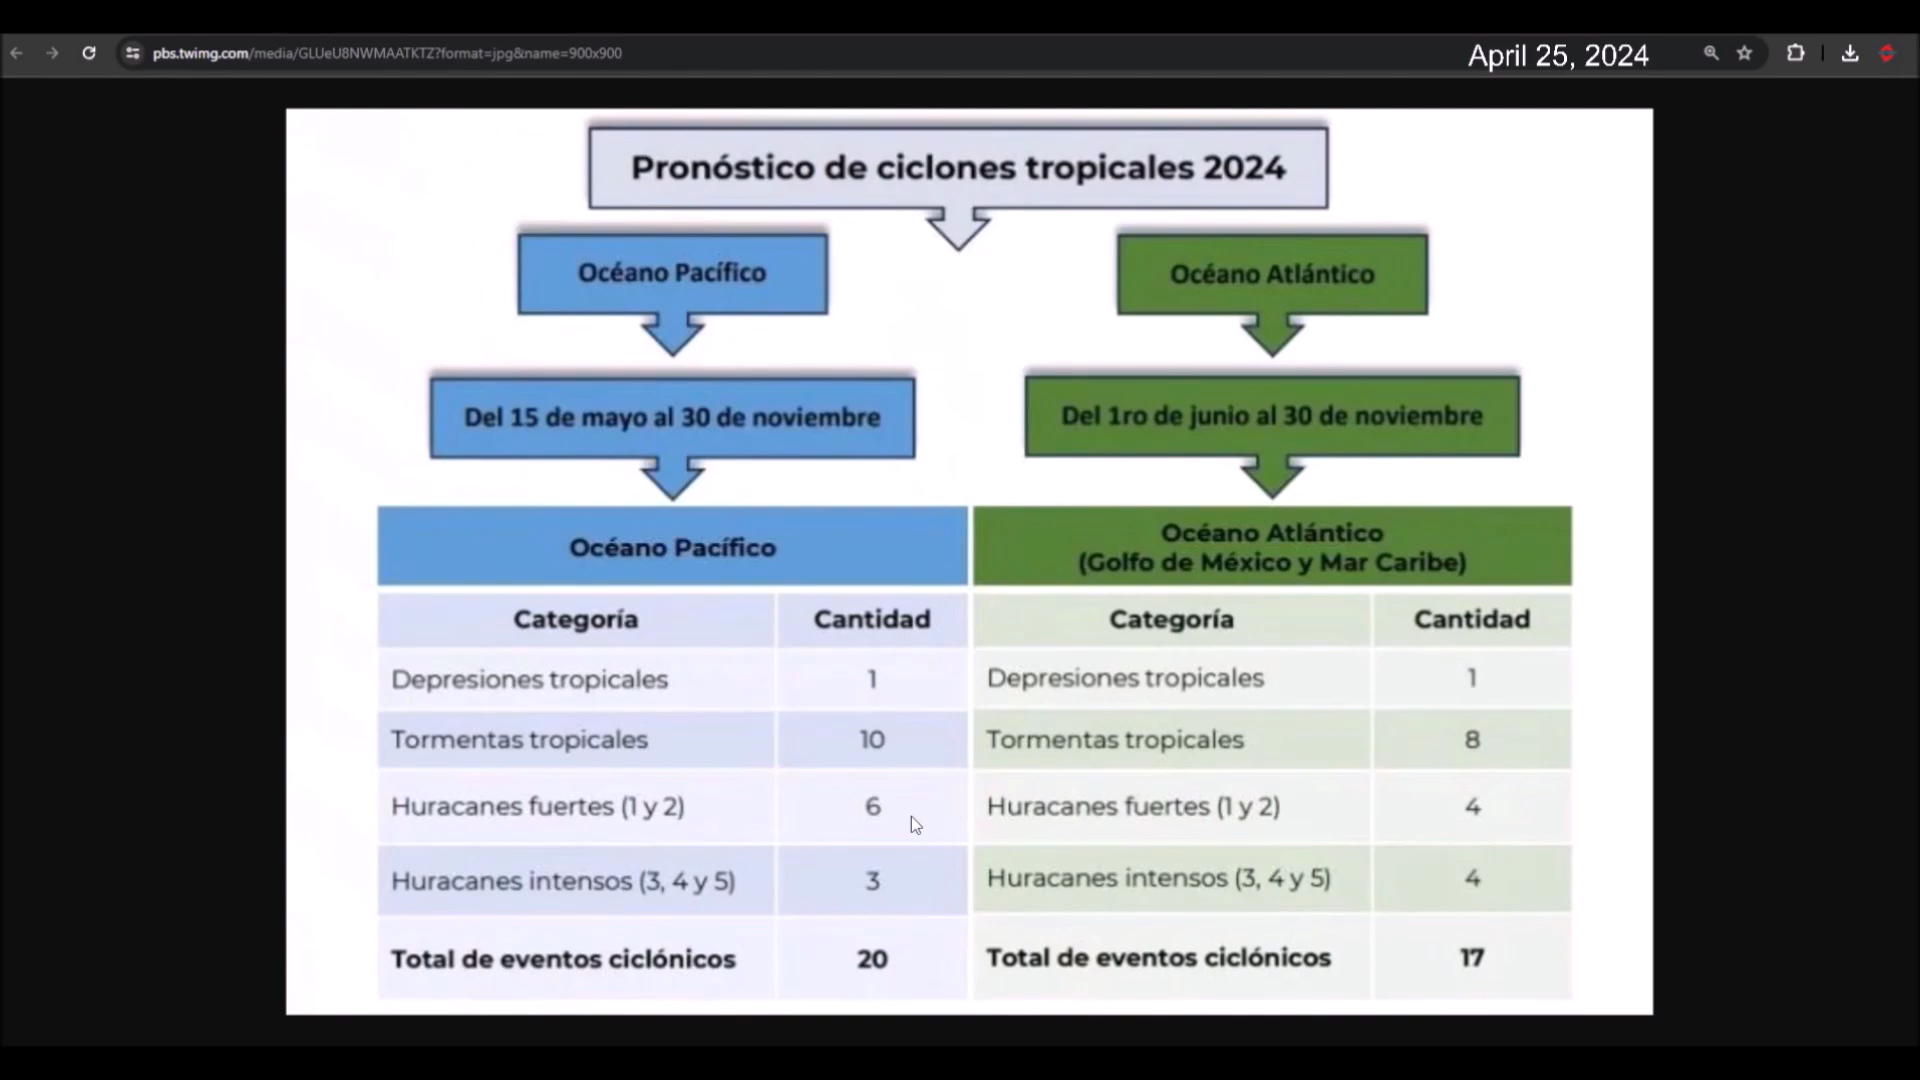 pbs.twimg.com/media/GLUeU8NWMAATKTZ?format=jpg&name=900x900
April 25, 2024
Pronóstico de ciclones tropicales 2024
Océano Pacífico
Océano Atlántico
Del 15 de mayo al 30 de noviembre
Del 1ro de junio al 30 de noviembre
Océano Pacífico
Océano Atlántico
(Golfo de México y Mar Caribe)
Categoría Cantidad Categoría Cantidad
Depresiones tropicales 1 Depresiones tropicales 1
Tormentas tropicales 10 Tormentas tropicales 8
Huracanes fuertes (1 y 2) 6 Huracanes fuertes (1 y 2) 4
Huracanes intensos (3, 4 y 5) 3 Huracanes intensos (3, 4 y 5) 4
Total de eventos ciclónicos 20 Total de eventos ciclónicos 17